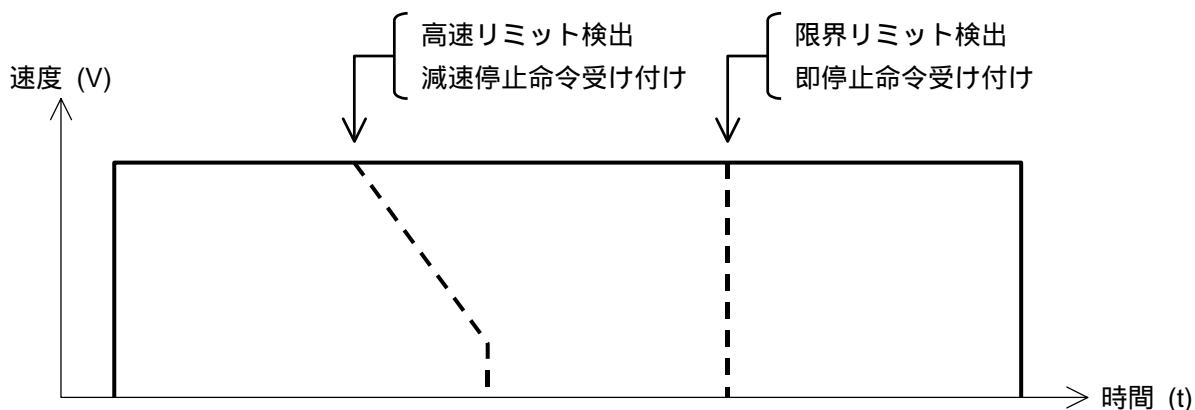 高速リミット検出
減速停止命令受け付け
限界リミット検出
即停止命令受け付け
速度 (V)
時間 (t)